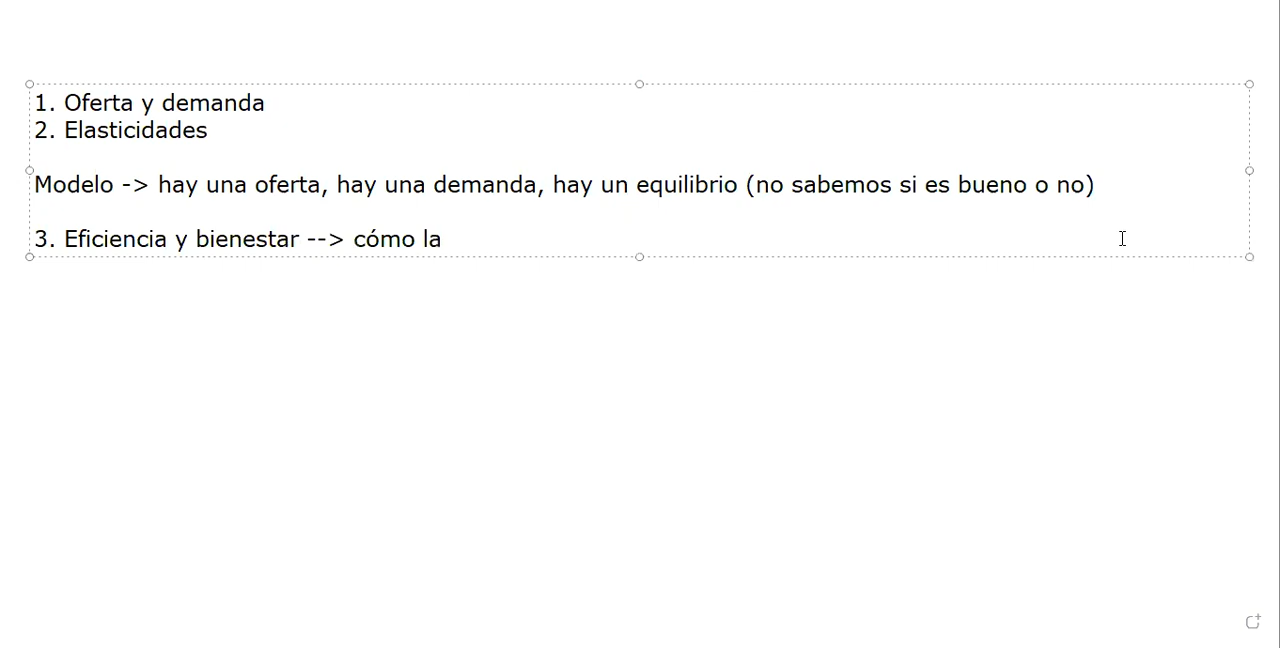 1. Oferta y demanda
2. Elasticidades
Modelo -> hay una oferta, hay una demanda, hay un equilibrio (no sabemos si es bueno o no)
3. Eficiencia y bienestar --> cómo la